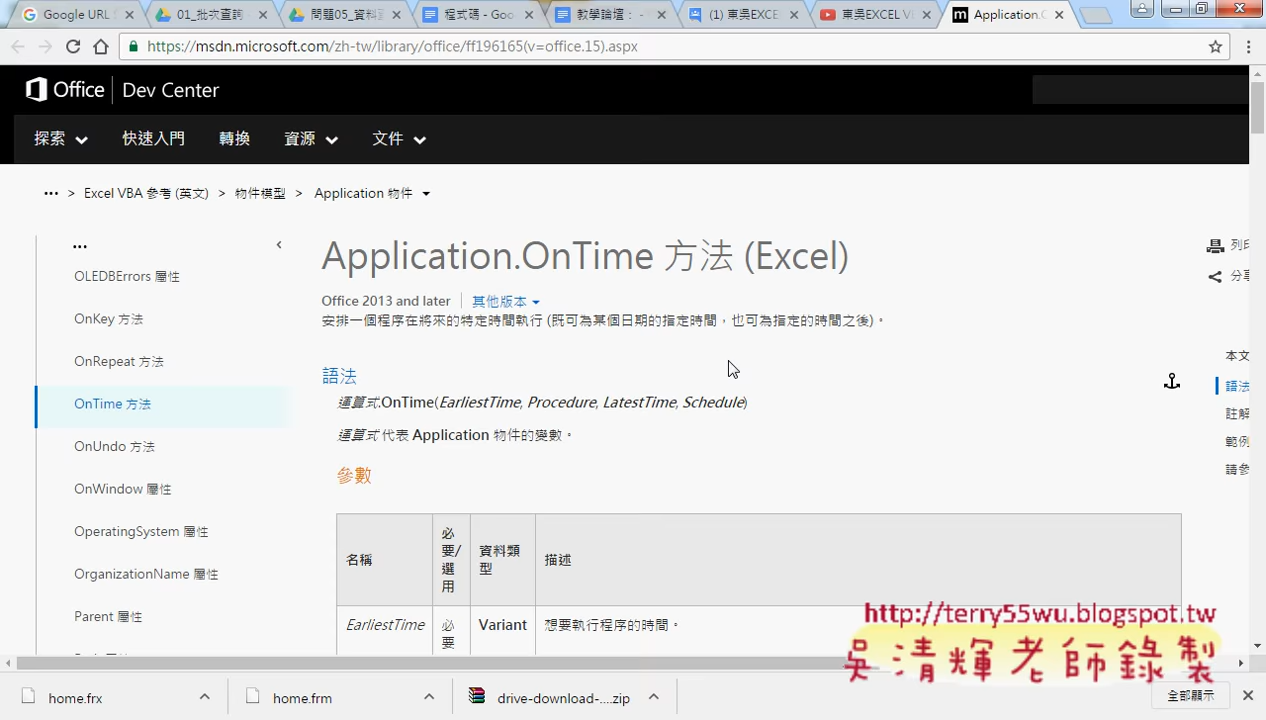 Google URL
01_批次查詢
問題05_資料
程式碼 - Goo
教學論壇： -
(1) 東吳EXCE
東吳EXCEL V
Application.O
https://msdn.microsoft.com/zh-tw/library/office/ff196165(v=office.15).aspx
Office Dev Center
探索 快速入門 轉換 資源 文件
... > Excel VBA 參考 (英文) > 物件模型 > Application 物件
...
OLEDBErrors 屬性
OnKey 方法
OnRepeat 方法
OnTime 方法
OnUndo 方法
OnWindow 屬性
OperatingSystem 屬性
OrganizationName 屬性
Parent 屬性
Application.OnTime 方法 (Excel)
Office 2013 and later 其他版本
安排一個程序在將來的特定時間執行 (既可為某個日期的指定時間，也可為指定的時間之後)。
語法
運算式.OnTime(EarliestTime, Procedure, LatestTime, Schedule)
運算式 代表 Application 物件的變數。
參數
名稱 必要/選用 資料類型 描述
EarliestTime 必要 Variant 想要執行程序的時間。
列印
分享
本文
語法
註解
範例
請參
http://terry55wu.blogspot.tw
吳清輝老師錄製
home.frx
home.frm
drive-download-....zip
全部顯示